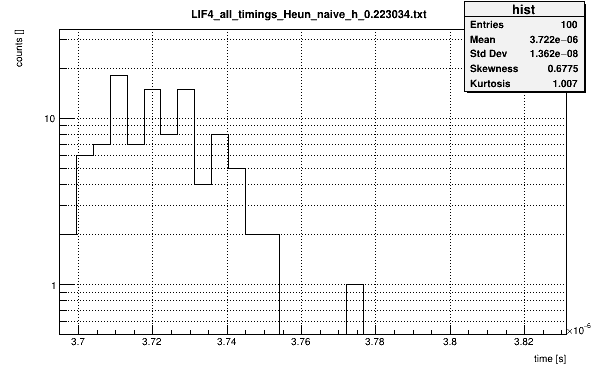 LIF4_all_timings_Heun_naive_h_0.223034.txt
hist
Entries 100
Mean 3.722e−06
Std Dev 1.362e−08
Skewness 0.6775
Kurtosis 1.007
counts []
10
1
3.7 3.72 3.74 3.76 3.78 3.8 3.82
×10−6
time [s]